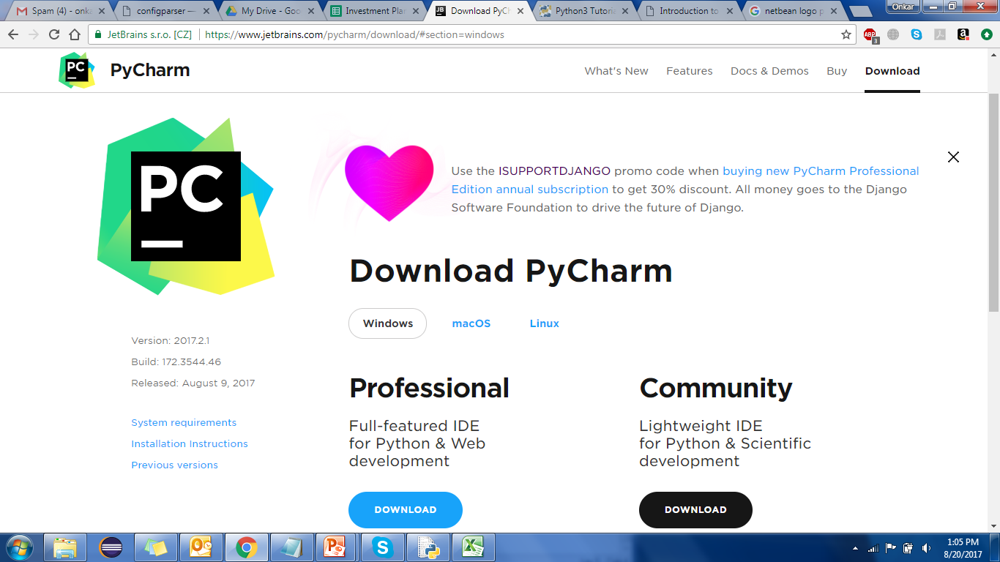 Spam (4) - onka
configparser —
My Drive - Goo
Investment Plan
Download PyCh
Python3 Tutoria
Introduction to
netbean logo p
Onkar
JetBrains s.r.o. [CZ]
https://www.jetbrains.com/pycharm/download/#section=windows
ABP
3
PC
PyCharm
What's New
Features
Docs & Demos
Buy
Download
PC
Use the ISUPPORTDJANGO promo code when buying new PyCharm Professional
Edition annual subscription to get 30% discount. All money goes to the Django
Software Foundation to drive the future of Django.
Download PyCharm
Windows
macOS
Linux
Version: 2017.2.1
Build: 172.3544.46
Released: August 9, 2017
System requirements
Installation Instructions
Previous versions
Professional
Full-featured IDE
for Python & Web
development
DOWNLOAD
Community
Lightweight IDE
for Python & Scientific
development
DOWNLOAD
1:05 PM
8/20/2017